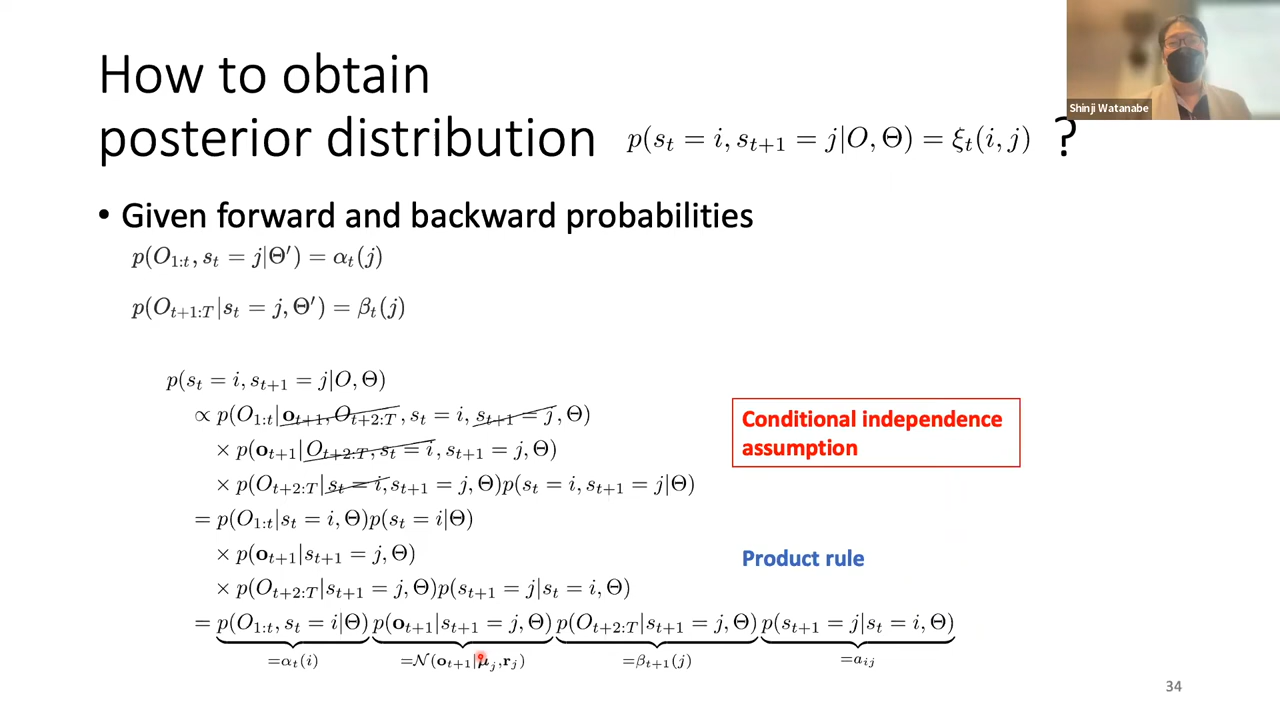 How to obtain
posterior distribution p(s_t = i, s_{t+1} = j|O, Θ) = ξ_t(i, j) ?
Shinji Watanabe
• Given forward and backward probabilities
p(O_{1:t}, s_t = j|Θ′) = α_t(j)
p(O_{t+1:T}|s_t = j, Θ′) = β_t(j)
p(s_t = i, s_{t+1} = j|O, Θ)
∝ p(O_{1:t}|o_{t+1}, O_{t+2:T}, s_t = i, s_{t+1} = j, Θ)
× p(o_{t+1}|O_{t+2:T}, s_t = i, s_{t+1} = j, Θ)
× p(O_{t+2:T}|s_t = i, s_{t+1} = j, Θ)p(s_t = i, s_{t+1} = j|Θ)
Conditional independence
assumption
= p(O_{1:t}|s_t = i, Θ)p(s_t = i|Θ)
× p(o_{t+1}|s_{t+1} = j, Θ)
× p(O_{t+2:T}|s_{t+1} = j, Θ)p(s_{t+1} = j|s_t = i, Θ)
Product rule
= p(O_{1:t}, s_t = i|Θ) p(o_{t+1}|s_{t+1} = j, Θ) p(O_{t+2:T}|s_{t+1} = j, Θ) p(s_{t+1} = j|s_t = i, Θ)
=α_t(i) =N(o_{t+1}|μ_j,r_j) =β_{t+1}(j) =a_{ij}
34